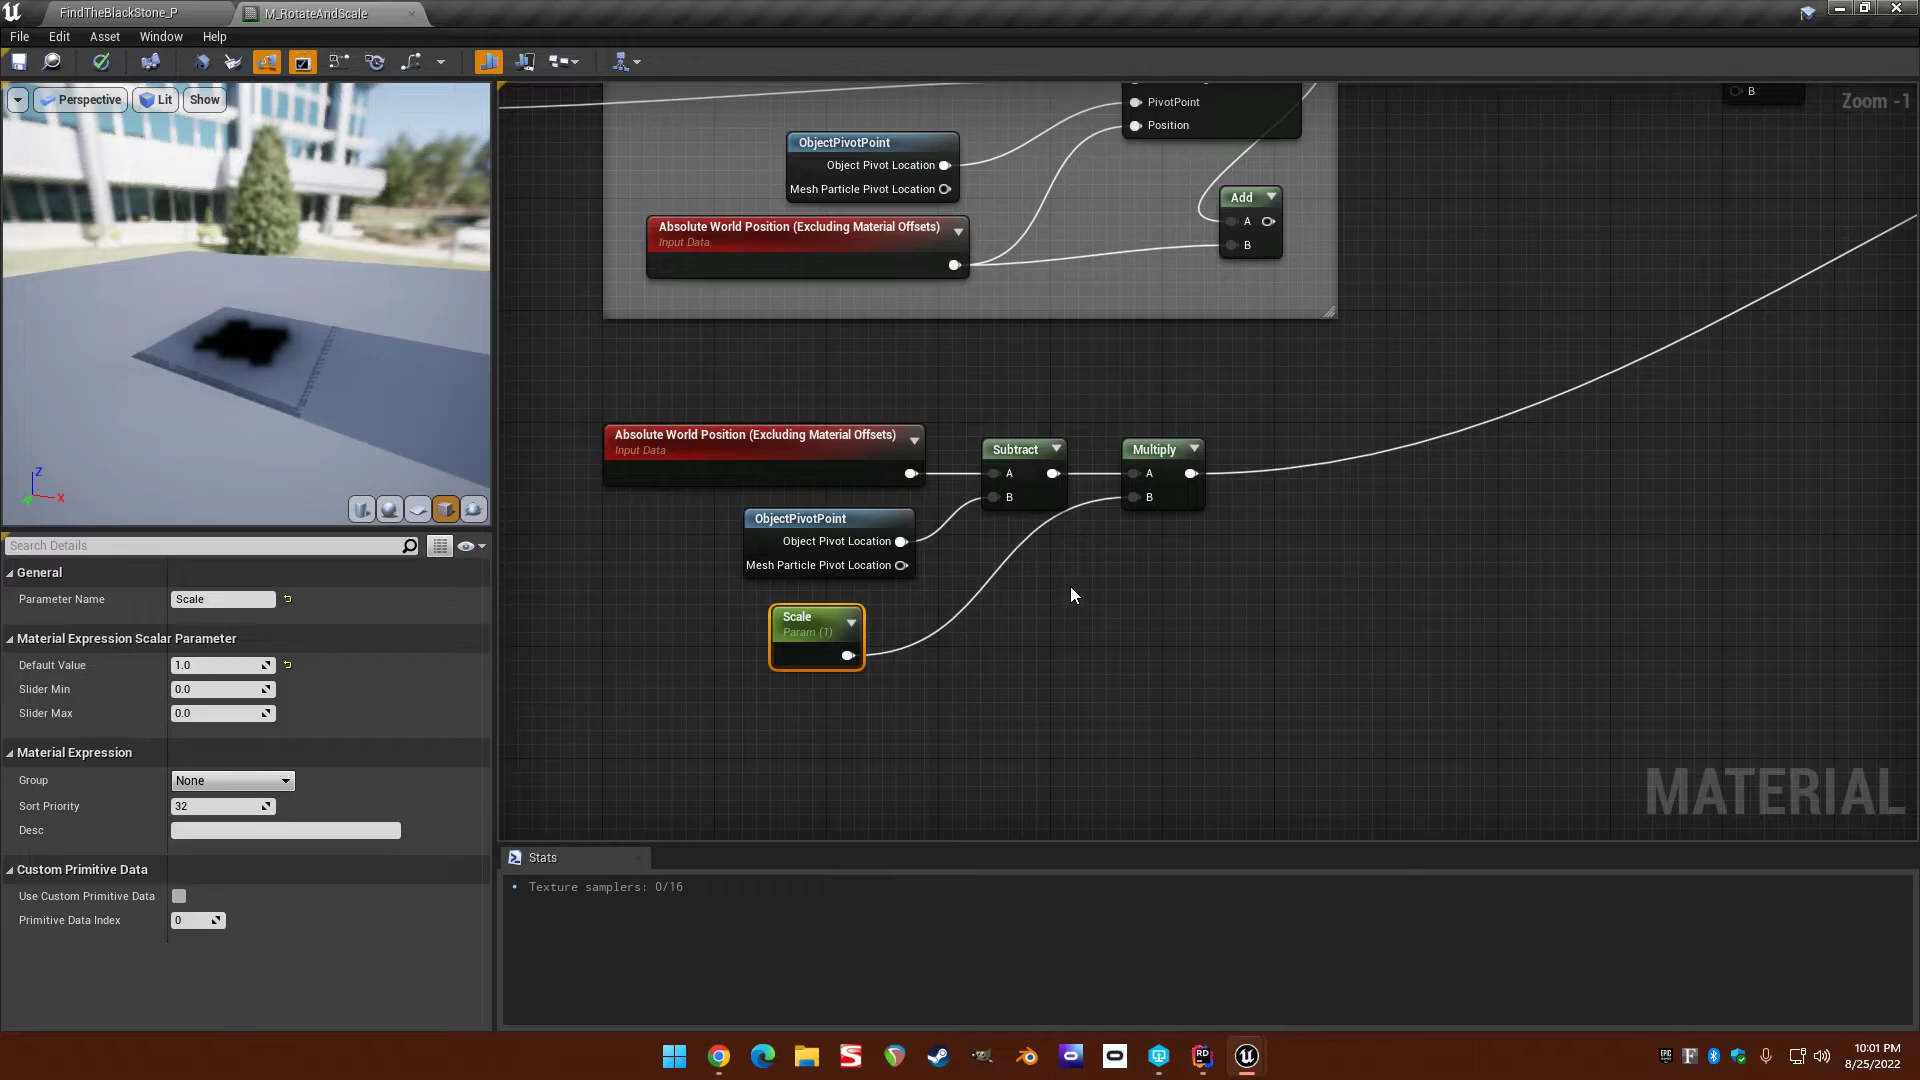 FindTheBlackStone_P
M_RotateAndScale
File Edit Asset Window Help
Perspective Lit Show
Z
X
Search Details
General
Parameter Name Scale
Material Expression Scalar Parameter
Default Value 1.0
Slider Min 0.0
Slider Max 0.0
Material Expression
Group None
Sort Priority 32
Desc
Custom Primitive Data
Use Custom Primitive Data
Primitive Data Index 0
B
Zoom -1
PivotPoint
Position
ObjectPivotPoint
Object Pivot Location
Mesh Particle Pivot Location
Absolute World Position (Excluding Material Offsets)
Input Data
Add
A
B
Absolute World Position (Excluding Material Offsets)
Input Data
Subtract
A
B
Multiply
A
B
ObjectPivotPoint
Object Pivot Location
Mesh Particle Pivot Location
Scale
Param (1)
MATERIAL
Stats
Texture samplers: 0/16
10:01 PM
8/25/2022